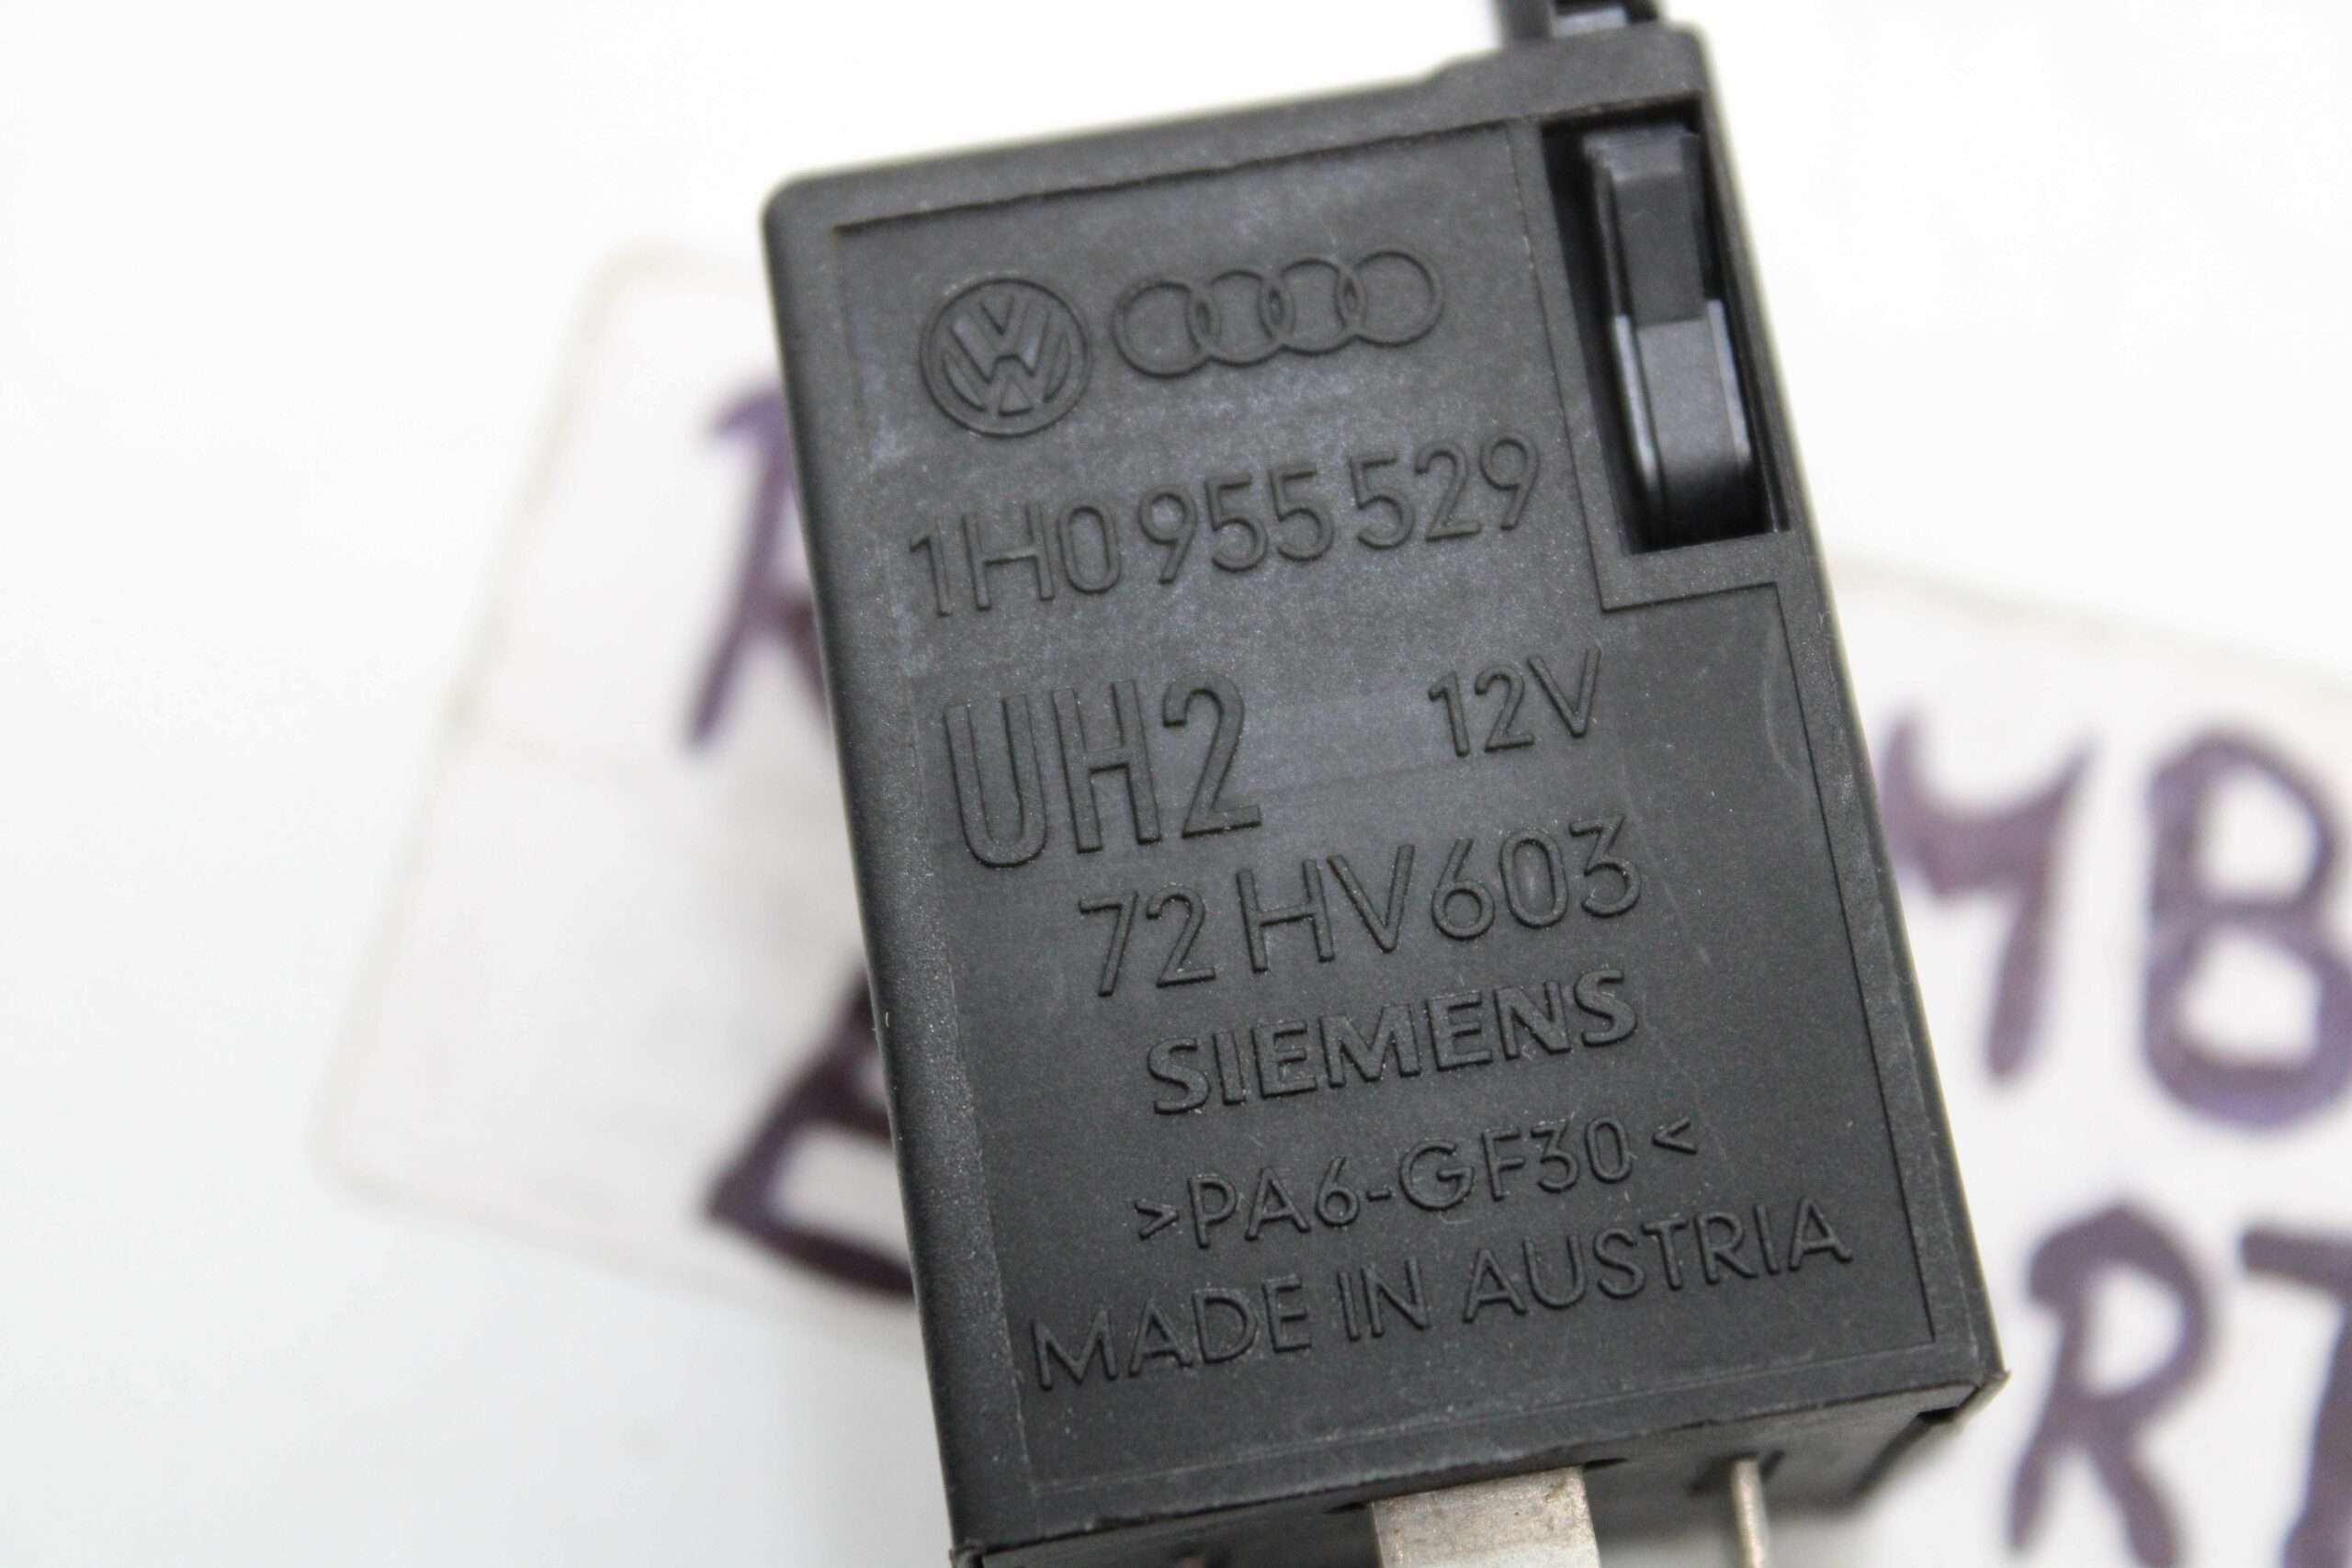 1H0 955 529
UH2 12V
72 HV603
SIEMENS
>PA6-GF30<
MADE IN AUSTRIA